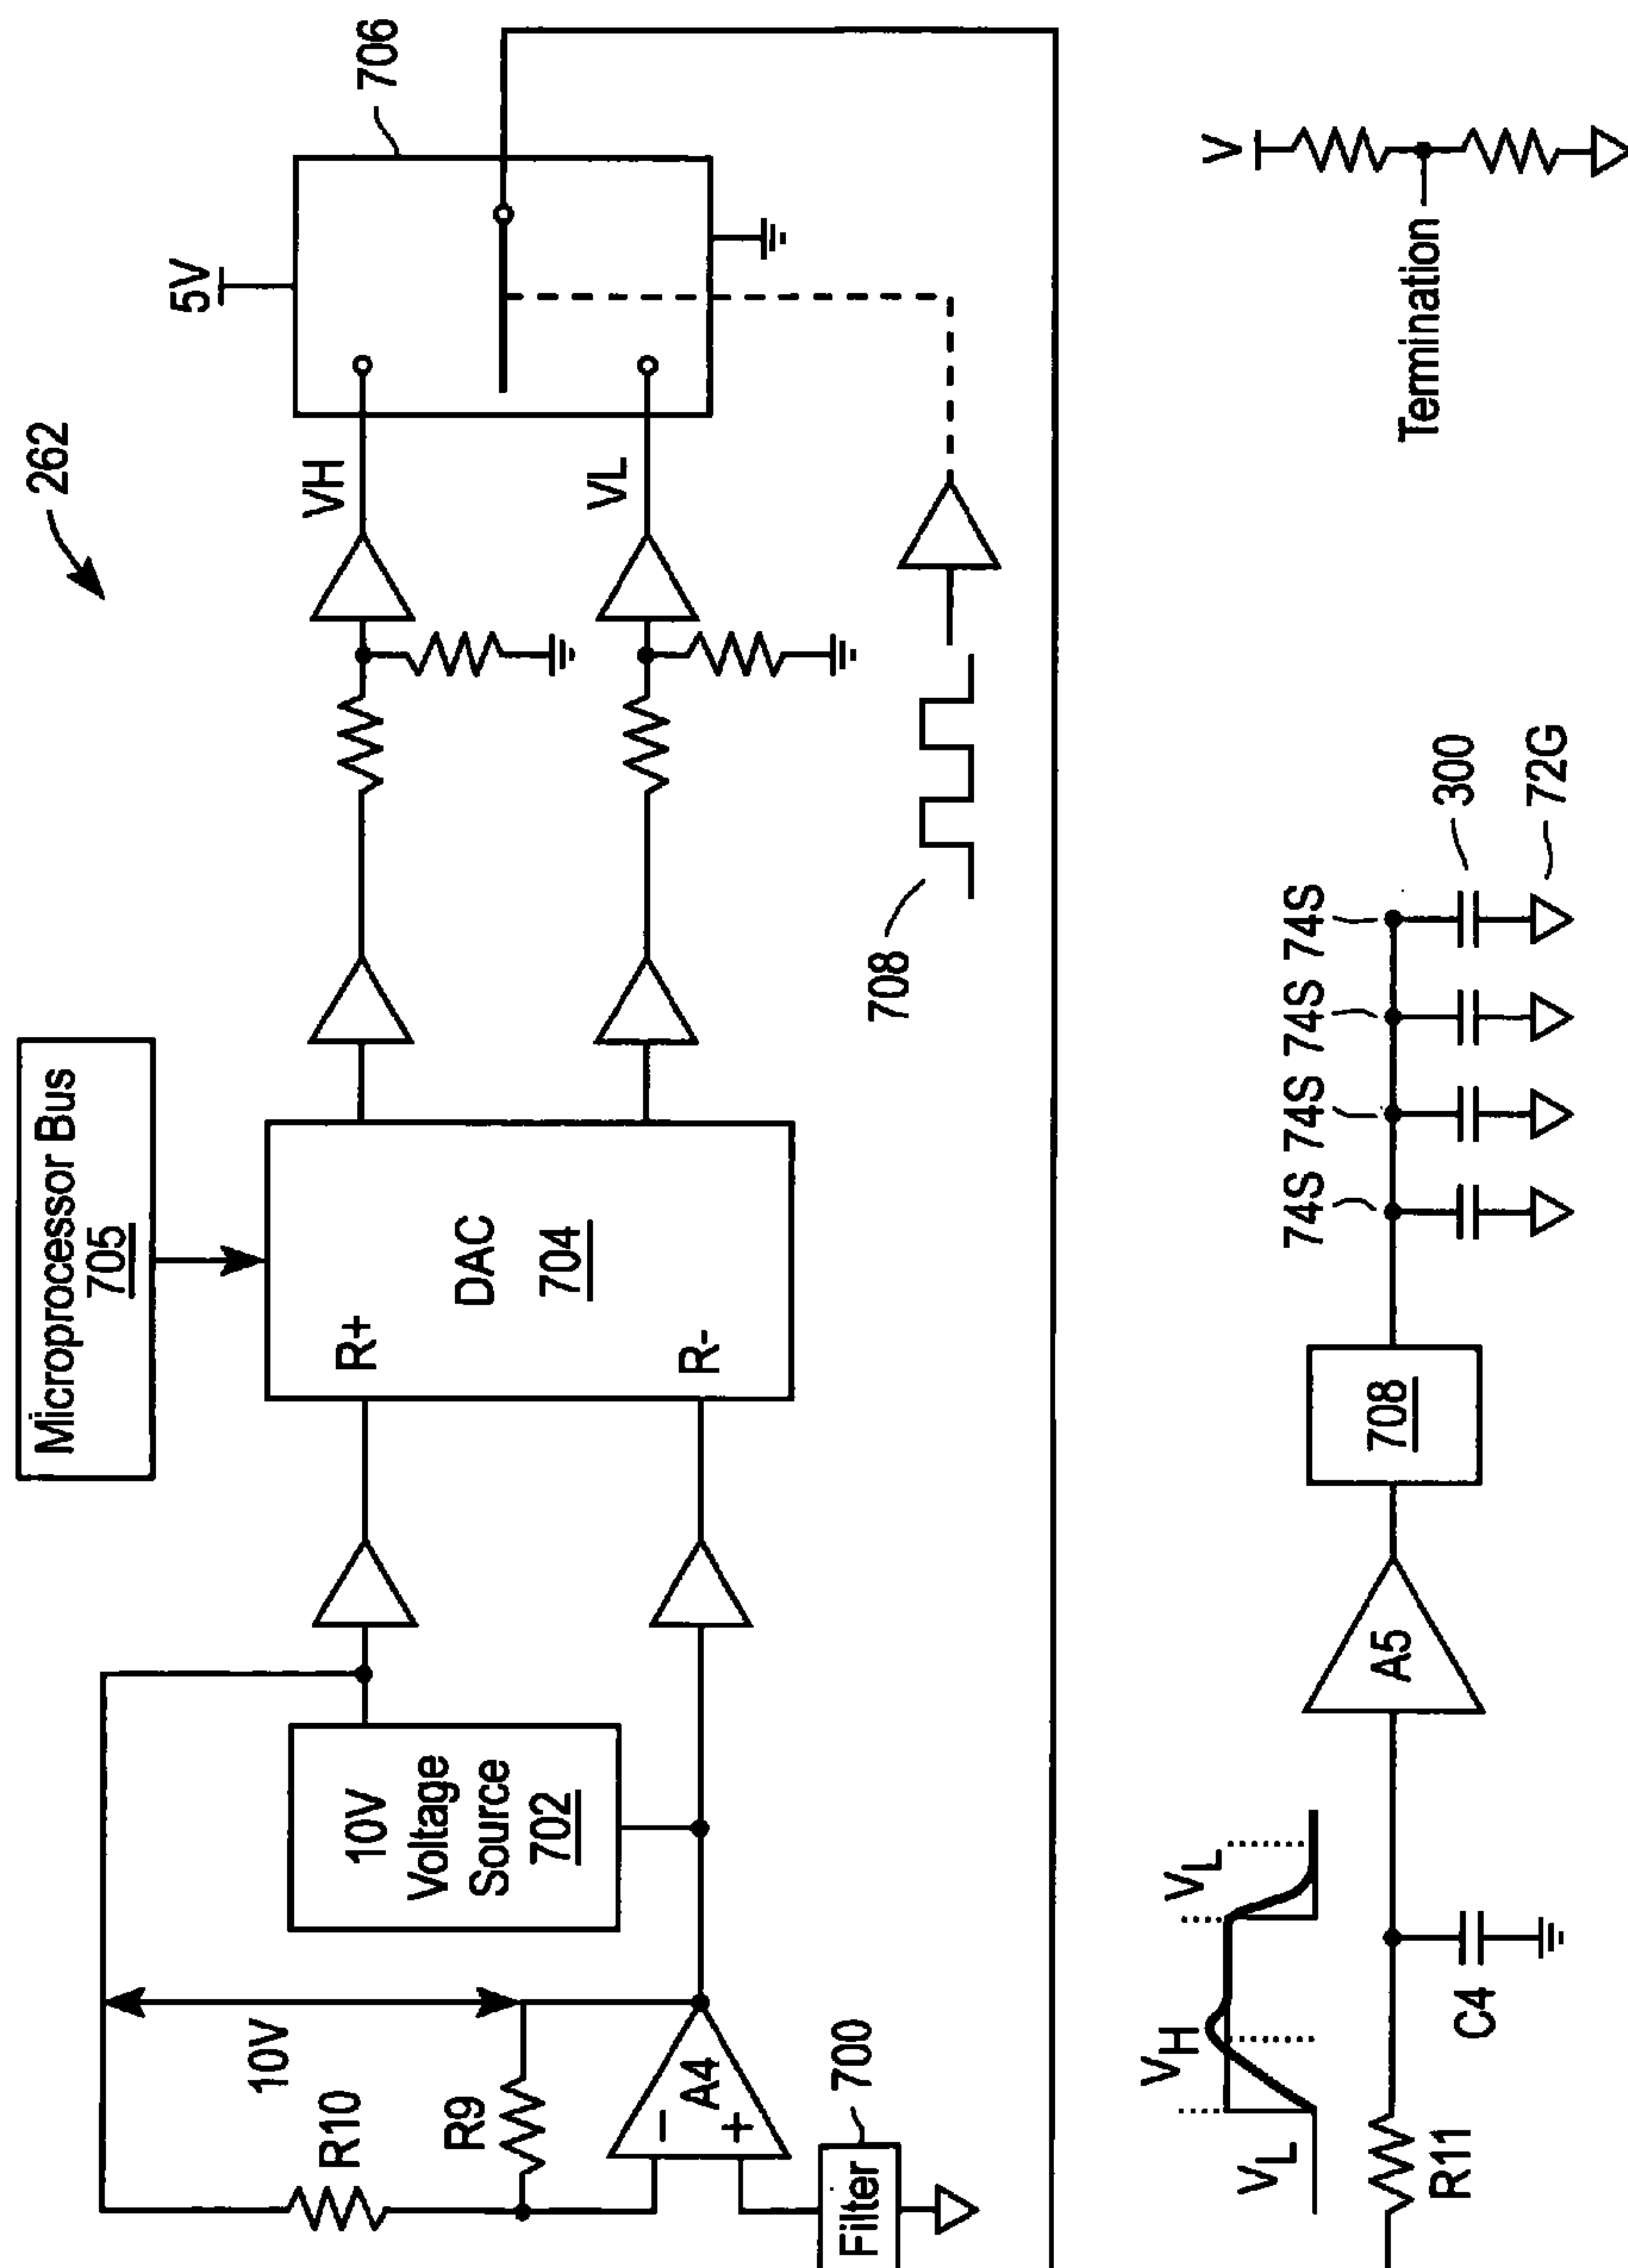 262
Microprocessor Bus
705
10V
R10
R9
A4
−
+
Filter
700
10V
Voltage
Source
702
R+
R-
DAC
704
VH
VL
5V
706
708
VL
VH
VL
R11
C4
A5
708
74S 74S 74S 74S
300
72G
Termination
V